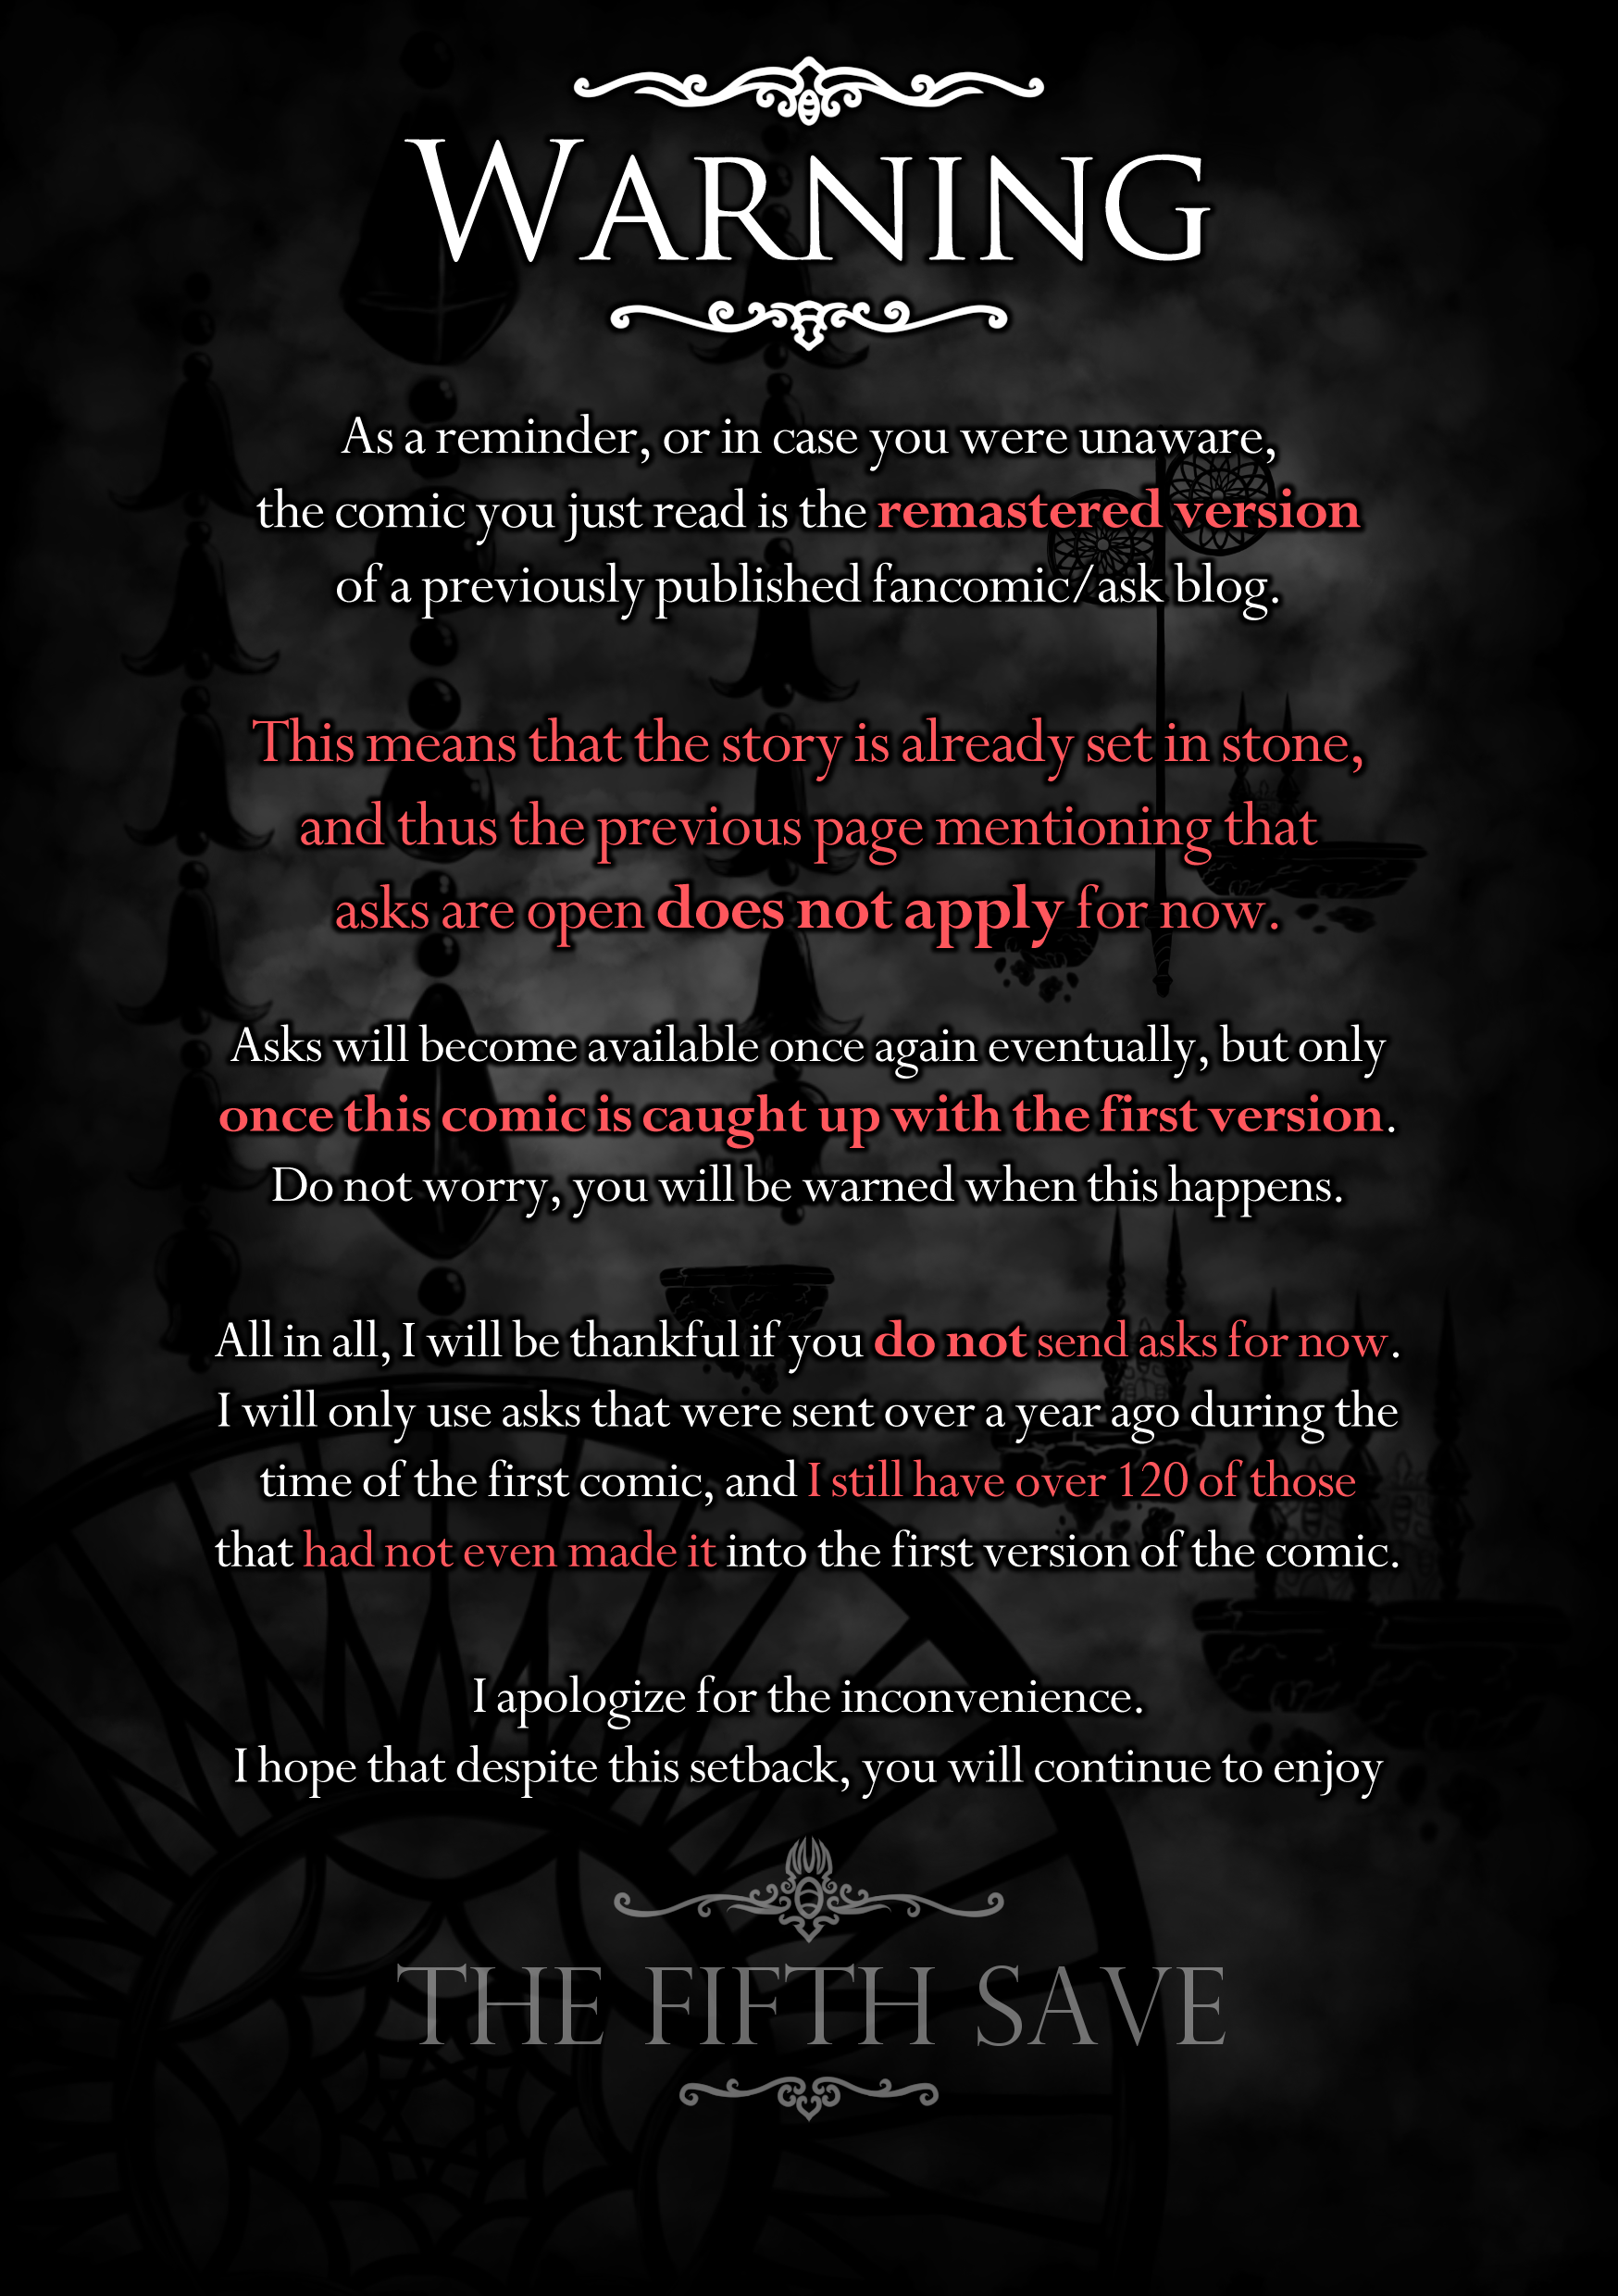 Warning
As a reminder, or in case you were unaware,
the comic you just read is the remastered version
of a previously published fancomic/ask blog.
This means that the story is already set in stone,
and thus the previous page mentioning that
asks are open does not apply for now.
Asks will become available once again eventually, but only
once this comic is caught up with the first version.
Do not worry, you will be warned when this happens.
All in all, I will be thankful if you do not send asks for now.
I will only use asks that were sent over a year ago during the
time of the first comic, and I still have over 120 of those
that had not even made it into the first version of the comic.
I apologize for the inconvenience.
I hope that despite this setback, you will continue to enjoy
THE FIFTH SAVE